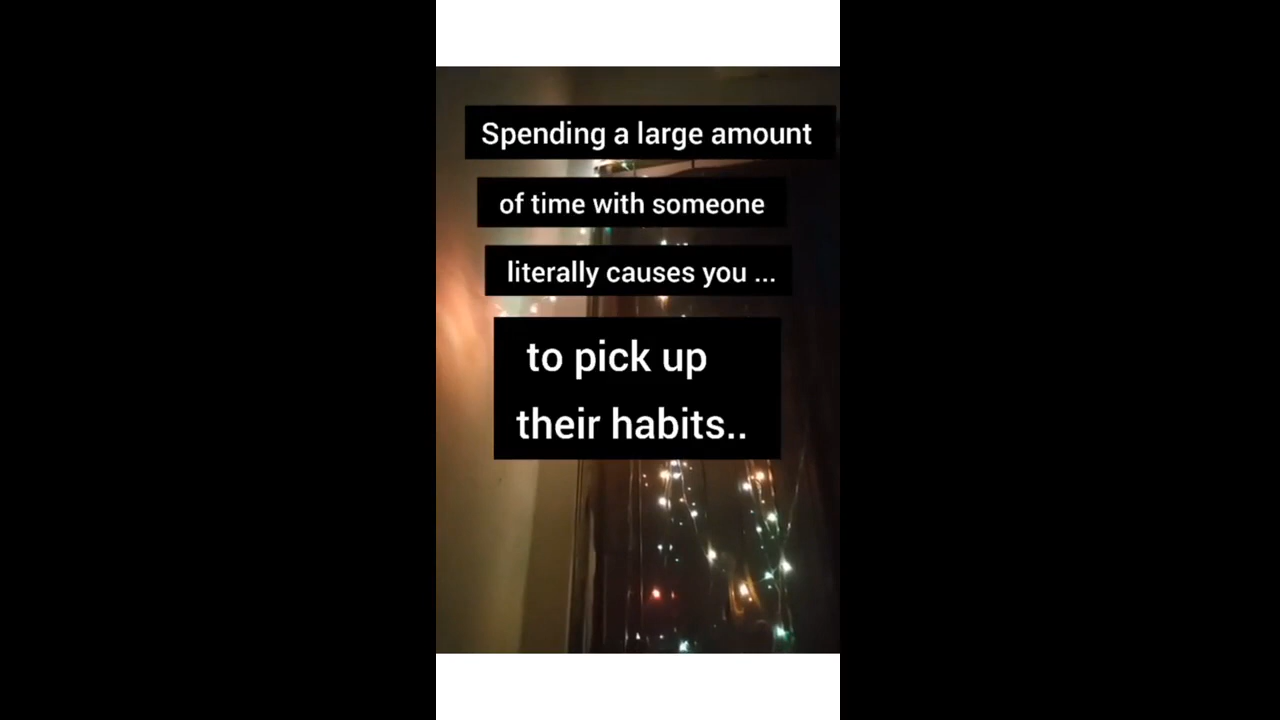 Spending a large amount
of time with someone
literally causes you ...
to pick up
their habits..